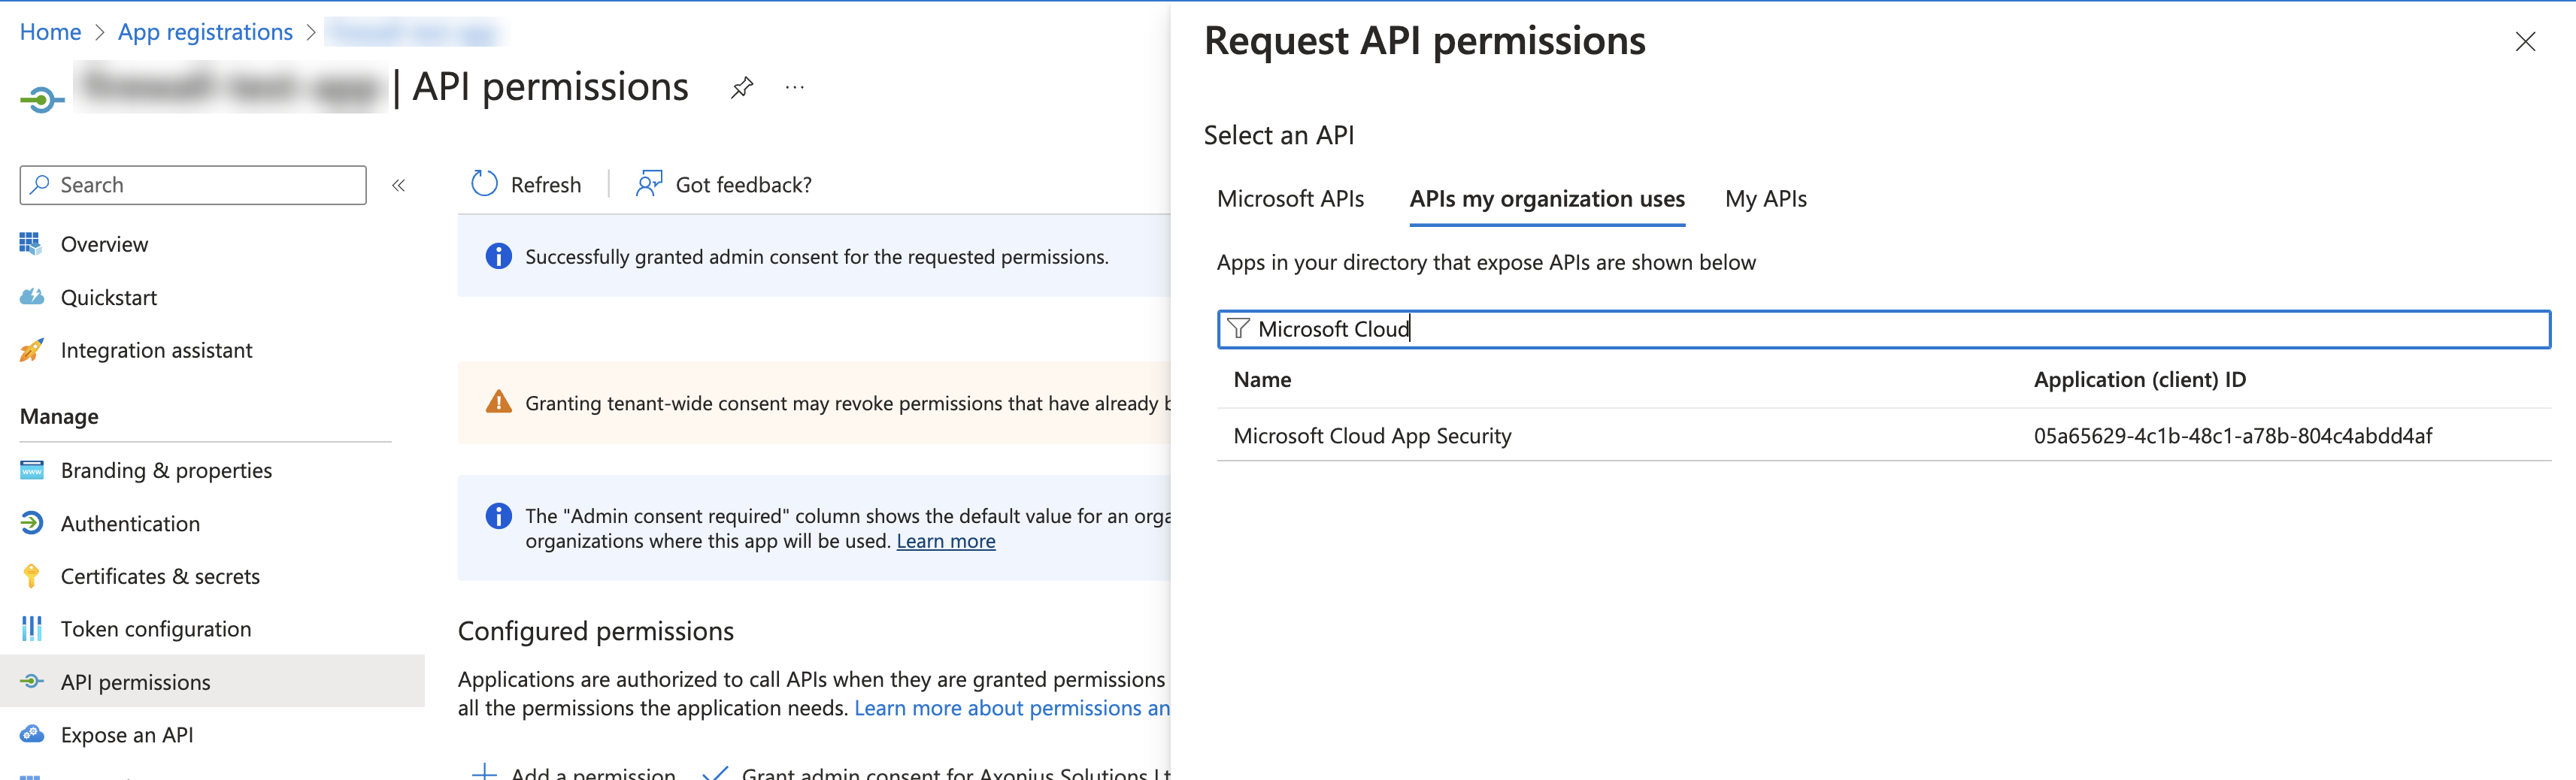 Home > App registrations >
| API permissions ...
Search «
Overview
Quickstart
Integration assistant
Manage
Branding & properties
Authentication
Certificates & secrets
Token configuration
API permissions
Expose an API
Refresh | Got feedback?
Successfully granted admin consent for the requested permissions.
Granting tenant-wide consent may revoke permissions that have already b
The "Admin consent required" column shows the default value for an orga
organizations where this app will be used. Learn more
Configured permissions
Applications are authorized to call APIs when they are granted permissions
all the permissions the application needs. Learn more about permissions an
Add a permission Grant admin consent for Axonius Solutions Lt
Request API permissions
Select an API
Microsoft APIs APIs my organization uses My APIs
Apps in your directory that expose APIs are shown below
Microsoft Cloud
Name Application (client) ID
Microsoft Cloud App Security 05a65629-4c1b-48c1-a78b-804c4abdd4af